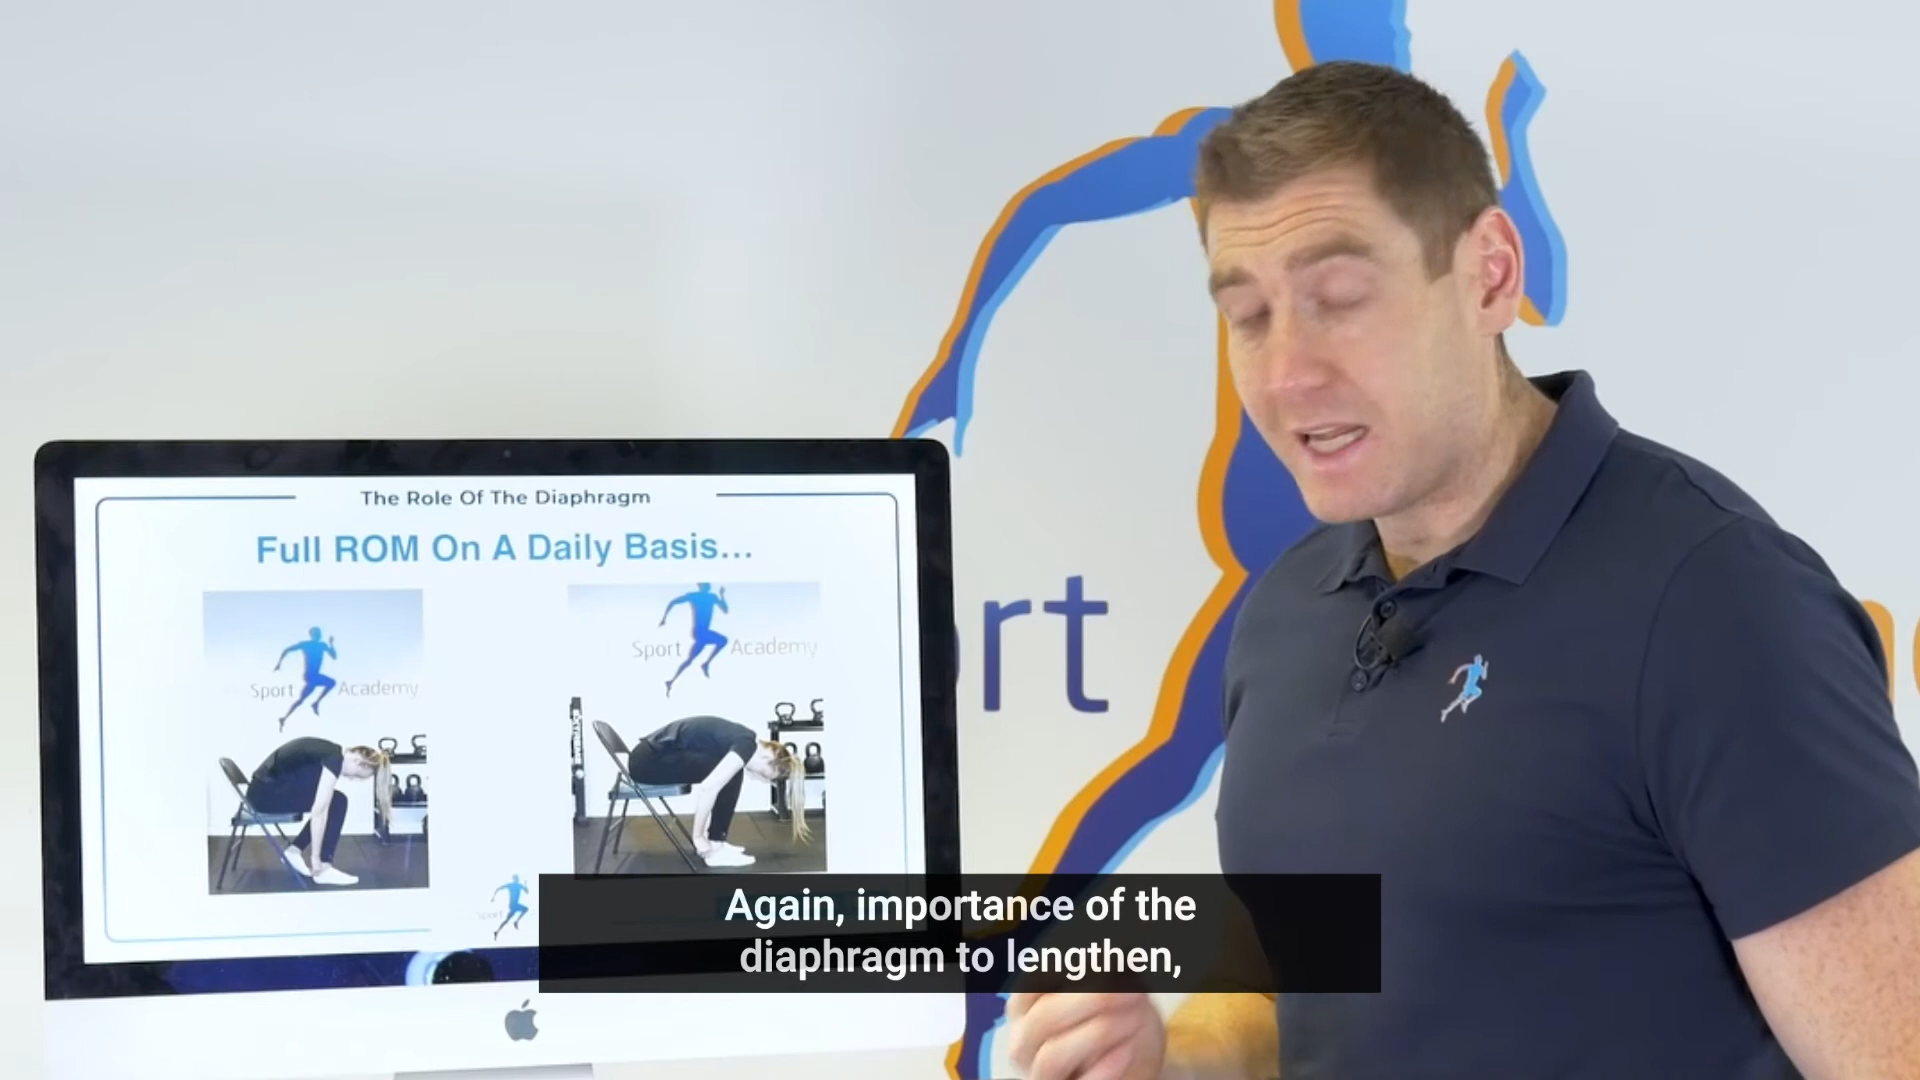 The Role Of The Diaphragm
Full ROM On A Daily Basis...
Sport Academy
Sport Academy
rt
Again, importance of the
diaphragm to lengthen,